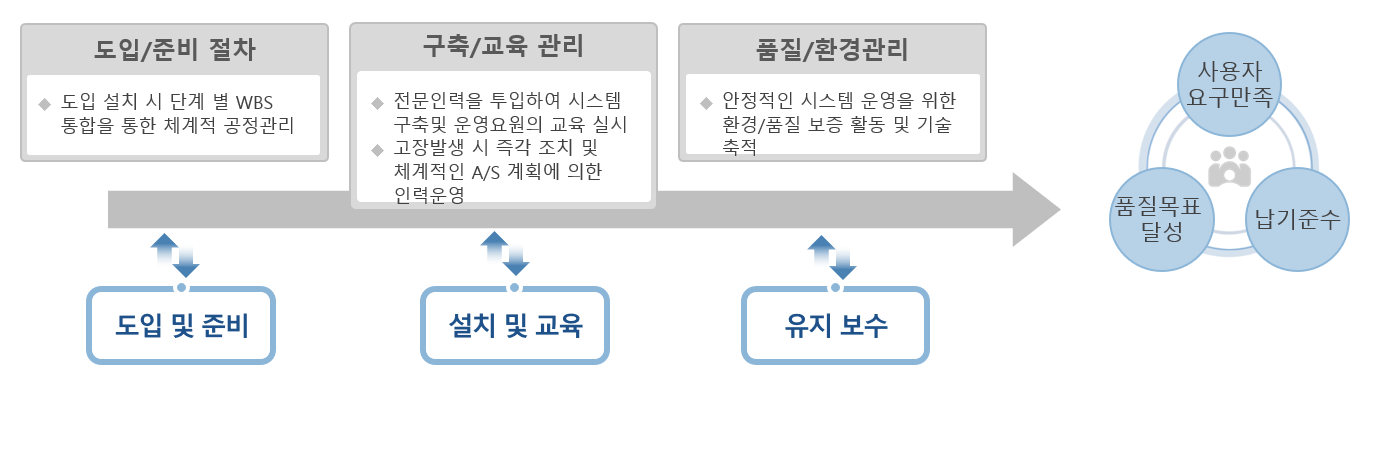 도입/준비 절차
도입 설치 시 단계 별 WBS
통합을 통한 체계적 공정관리
구축/교육 관리
전문인력을 투입하여 시스템
구축및 운영요원의 교육 실시
고장발생 시 즉각 조치 및
체계적인 A/S 계획에 의한
인력운영
품질/환경관리
안정적인 시스템 운영을 위한
환경/품질 보증 활동 및 기술
축적
사용자
요구만족
품질목표
달성
납기준수
도입 및 준비
설치 및 교육
유지 보수